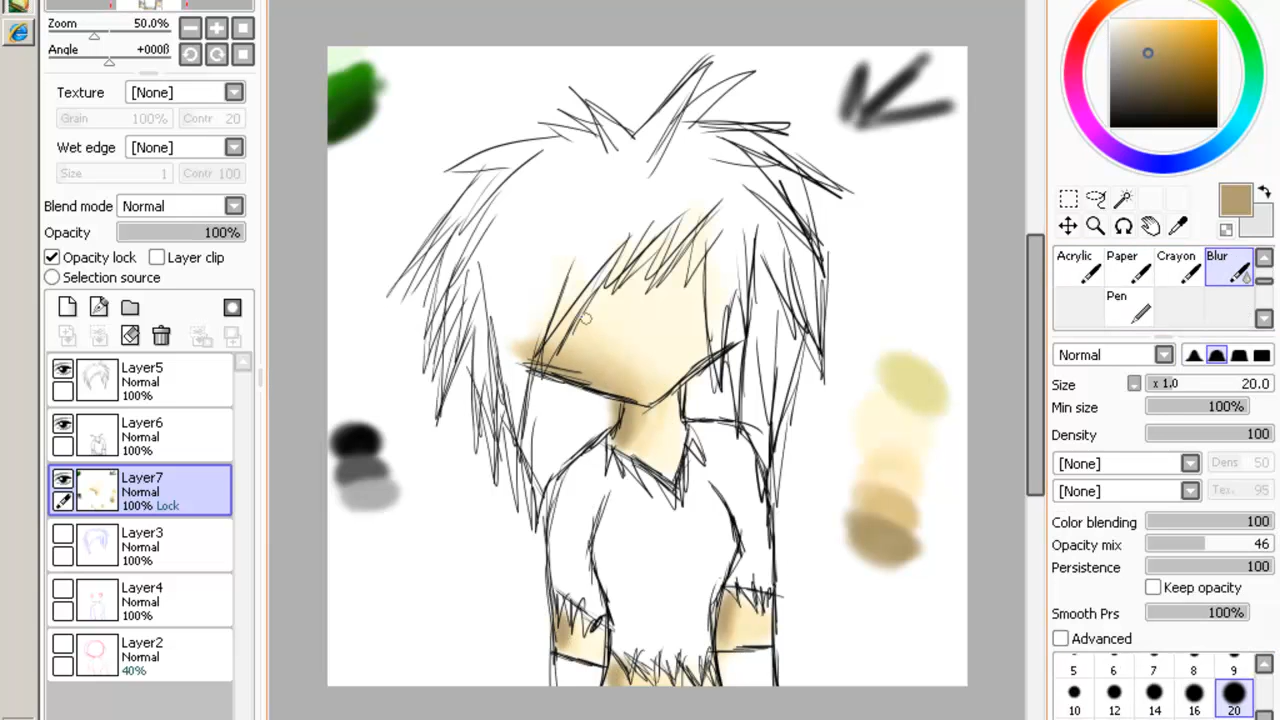 Zoom 50.0%
Angle +000ß
Texture [None]
Grain 100% Contr 20
Wet edge [None]
Size 1 Contr 100
Blend mode Normal
Opacity 100%
Opacity lock Layer clip
Selection source
Layer5
Normal
100%
Layer6
Normal
100%
Layer7
Normal
100% Lock
Layer3
Normal
100%
Layer4
Normal
100%
Layer2
Normal
40%
Acrylic Paper Crayon Blur
Pen
Normal
Size x 1.0 20.0
Min size 100%
Density 100
[None] Dens 50
[None] Tex. 95
Color blending 100
Opacity mix 46
Persistence 100
Keep opacity
Smooth Prs 100%
Advanced
5 6 7 8 9
10 12 14 16 20